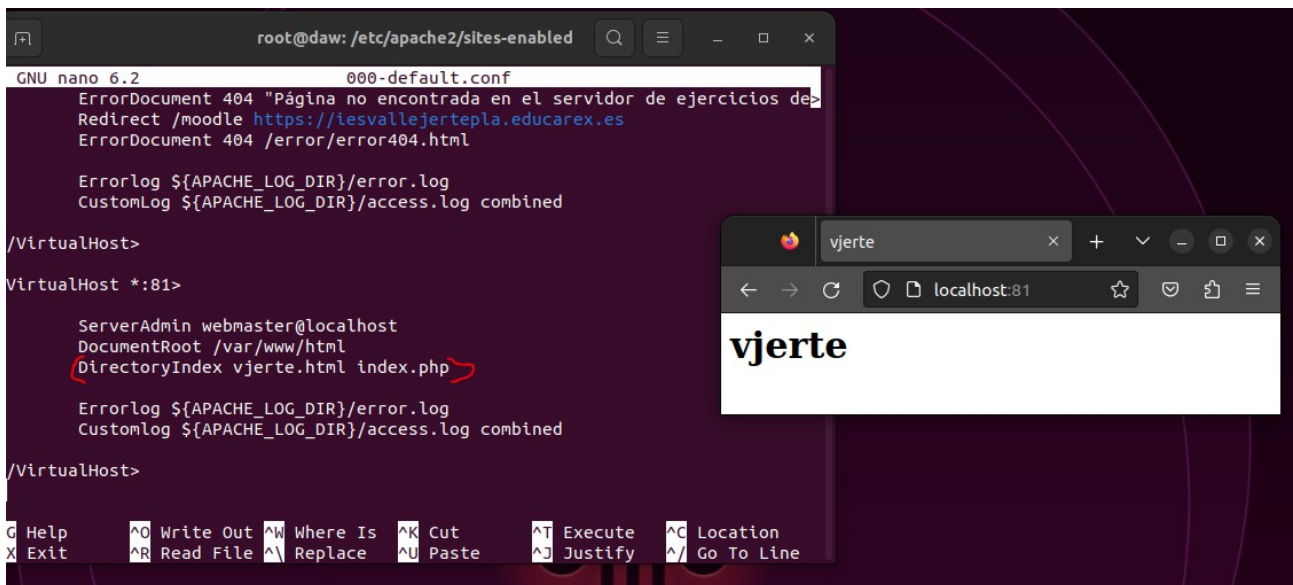 root@daw: /etc/apache2/sites-enabled
GNU nano 6.2 000-default.conf
ErrorDocument 404 "Página no encontrada en el servidor de ejercicios de>
Redirect /moodle https://iesvallejertepla.educarex.es
ErrorDocument 404 /error/error404.html
Errorlog ${APACHE_LOG_DIR}/error.log
CustomLog ${APACHE_LOG_DIR}/access.log combined
/VirtualHost>
VirtualHost *:81>
ServerAdmin webmaster@localhost
DocumentRoot /var/www/html
DirectoryIndex vjerte.html index.php
Errorlog ${APACHE_LOG_DIR}/error.log
Customlog ${APACHE_LOG_DIR}/access.log combined
/VirtualHost>
G Help ^O Write Out ^W Where Is ^K Cut ^T Execute ^C Location
X Exit ^R Read File ^\ Replace ^U Paste ^J Justify ^/ Go To Line
vjerte
localhost:81
vjerte